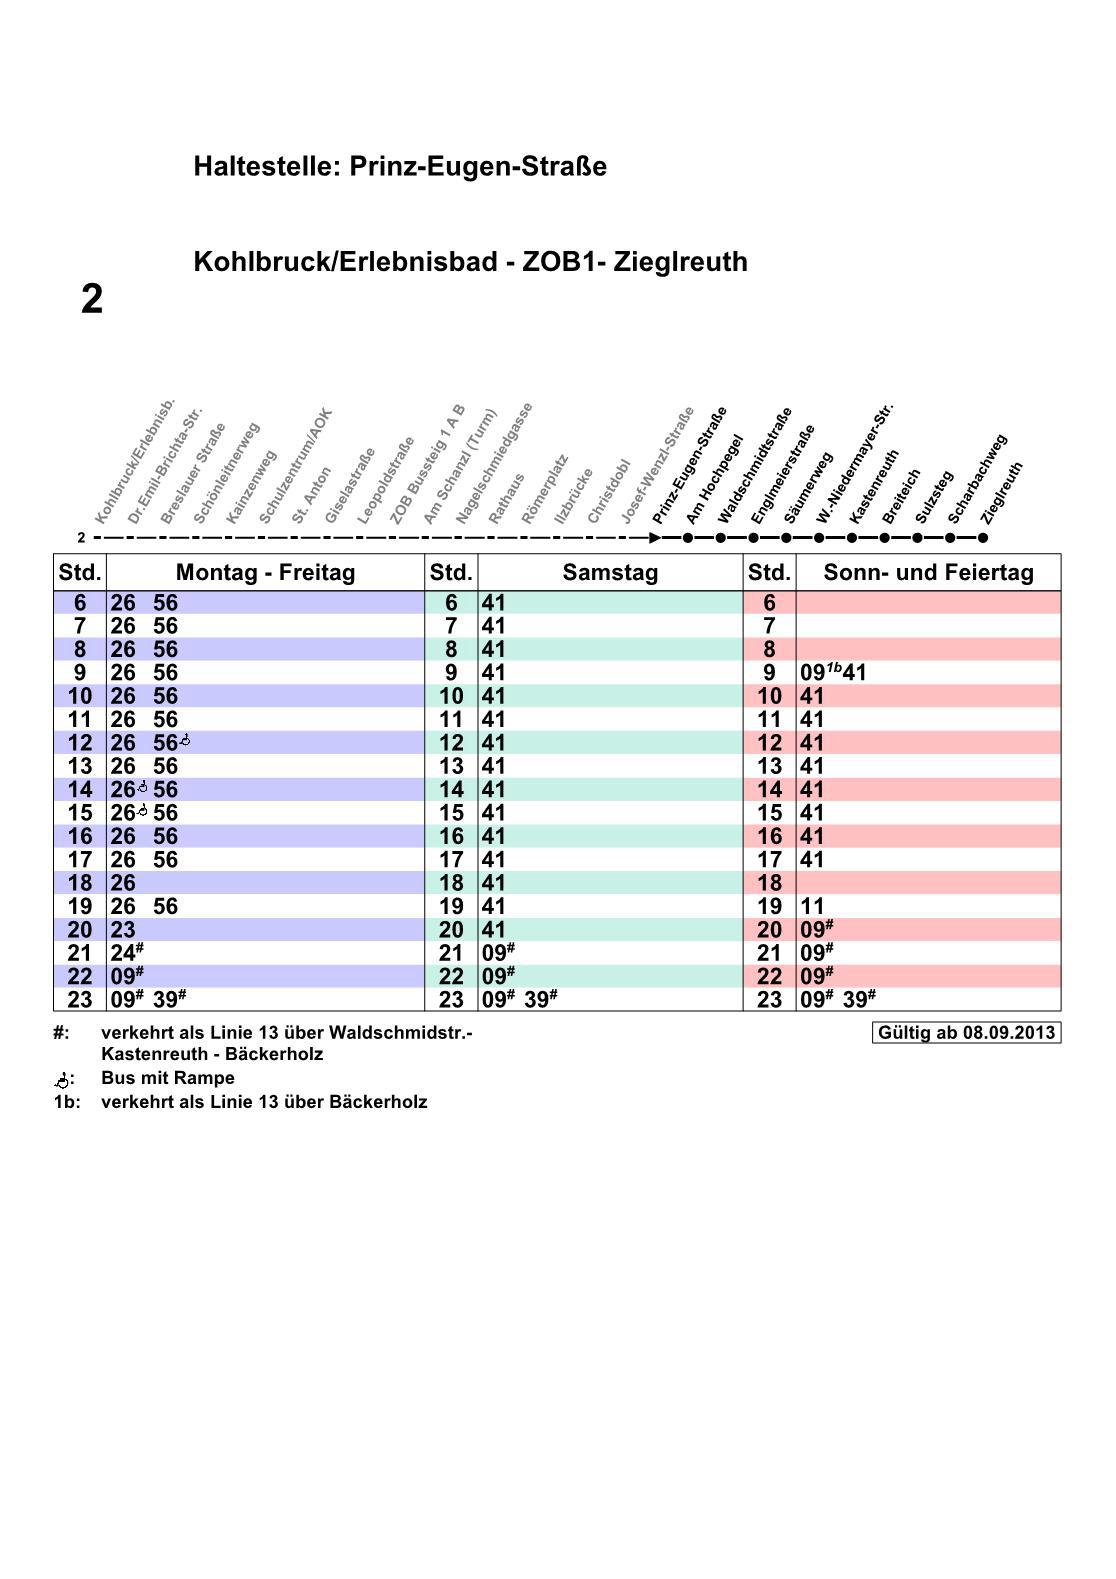 Haltestelle: Prinz-Eugen-Straße
Kohlbruck/Erlebnisbad - ZOB1- Zieglreuth
2
Kohlbruck/Erlebnisb.
Dr.Emil-Brichta-Str.
Breslauer Straße
Schönleitnerweg
Kainzenweg
Schulzentrum/AOK
St. Anton
Giselastraße
Leopoldstraße
ZOB Bussteig 1 A B
Am Schanzl (Turm)
Nagelschmiedgasse
Rathaus
Römerplatz
Ilzbrücke
Christdobl
Josef-Wenzl-Straße
Prinz-Eugen-Straße
Am Hochpegel
Waldschmidtstraße
Englmeierstraße
Säumerweg
W.-Niedermayer-Str.
Kastenreuth
Breiteich
Sulzsteg
Scharbachweg
Zieglreuth
2
Std. Montag - Freitag Std. Samstag Std. Sonn- und Feiertag
6 26 56 6 41 6
7 26 56 7 41 7
8 26 56 8 41 8
9 26 56 9 41 9 09 1b 41
10 26 56 10 41 10 41
11 26 56 11 41 11 41
12 26 56 12 41 12 41
13 26 56 13 41 13 41
14 26 56 14 41 14 41
15 26 56 15 41 15 41
16 26 56 16 41 16 41
17 26 56 17 41 17 41
18 26 18 41 18
19 26 56 19 41 19 11
20 23 20 41 20 09#
21 24# 21 09# 21 09#
22 09# 22 09# 22 09#
23 09# 39# 23 09# 39# 23 09# 39#
#: verkehrt als Linie 13 über Waldschmidstr.-
Kastenreuth - Bäckerholz
Gültig ab 08.09.2013
: Bus mit Rampe
1b: verkehrt als Linie 13 über Bäckerholz